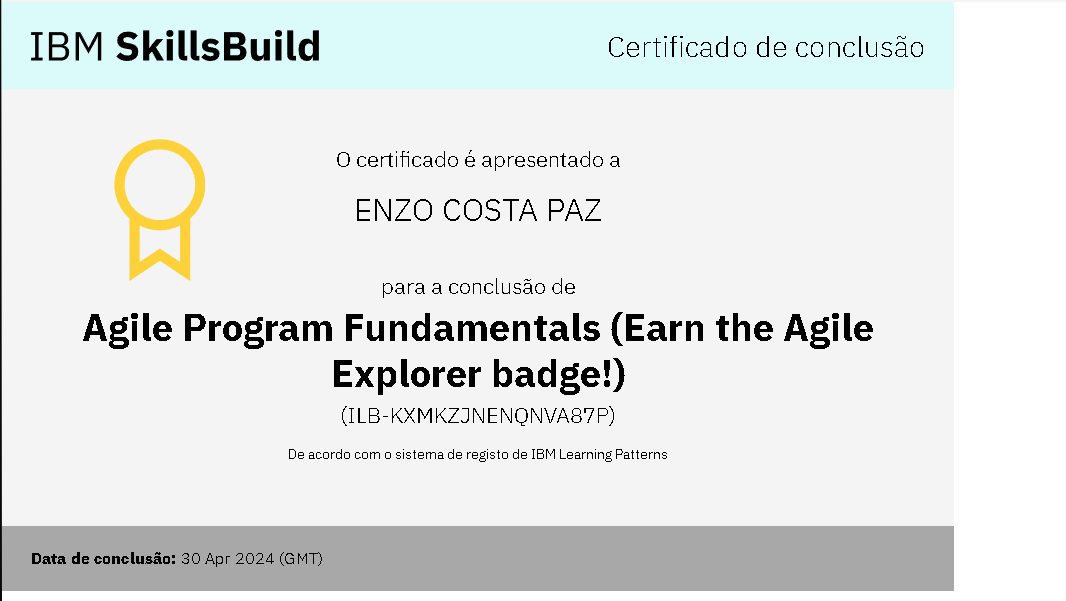 IBM SkillsBuild
Certificado de conclusão
O certificado é apresentado a
ENZO COSTA PAZ
para a conclusão de
Agile Program Fundamentals (Earn the Agile
Explorer badge!)
(ILB-KXMKZJNENQNVA87P)
De acordo com o sistema de registo de IBM Learning Patterns
Data de conclusão: 30 Apr 2024 (GMT)